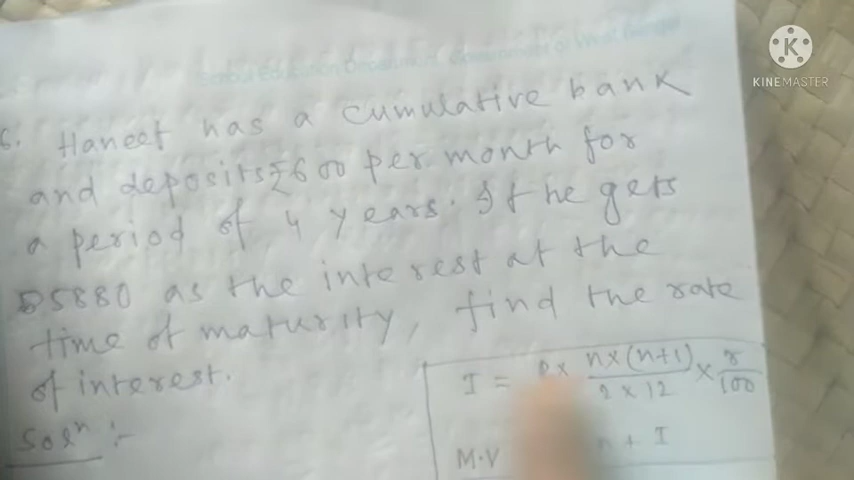 KINEMASTER
6. Haneet has a cumulative bank
and deposits ₹600 per month for
a period of 4 years. If he gets
5880 as the interest at the
time of maturity, find the rate
of interest.
I = P× n×(n+1)/2×12 × r/100
Solⁿ :-
M.V n + I